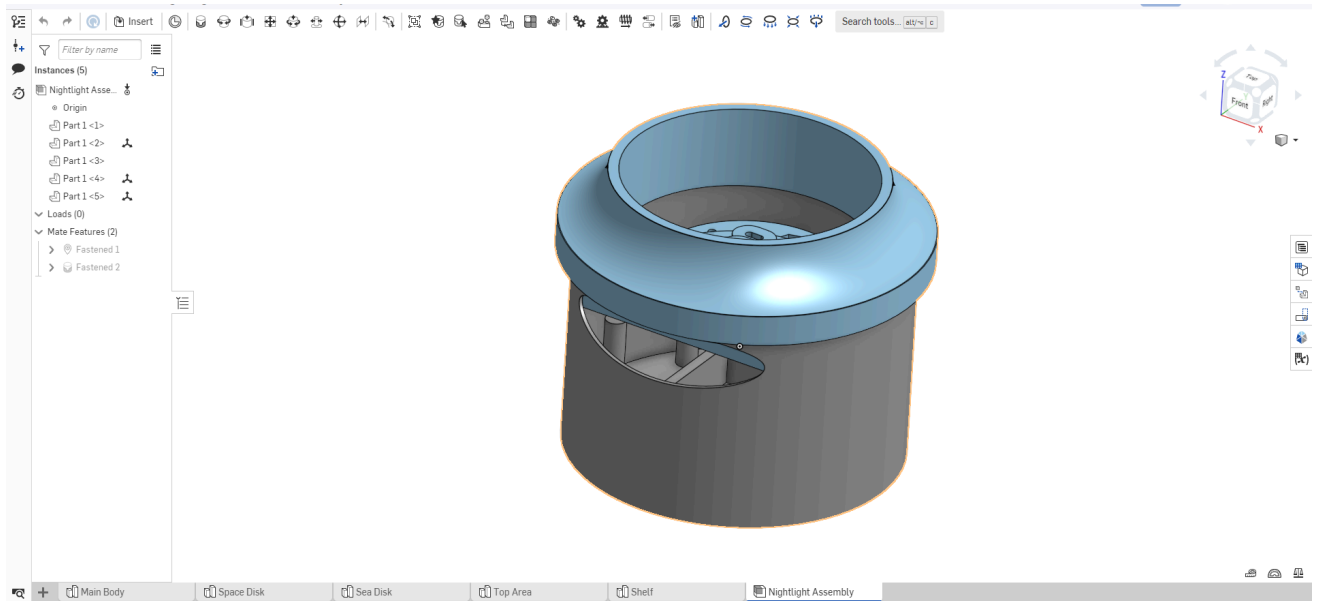 Insert
Search tools... alt/⌥ c
Filter by name
Instances (5)
Nightlight Asse...
Origin
Part 1 <1>
Part 1 <2>
Part 1 <3>
Part 1 <4>
Part 1 <5>
Loads (0)
Mate Features (2)
Fastened 1
Fastened 2
Z
Top
Front
Right
X
Main Body
Space Disk
Sea Disk
Top Area
Shelf
Nightlight Assembly